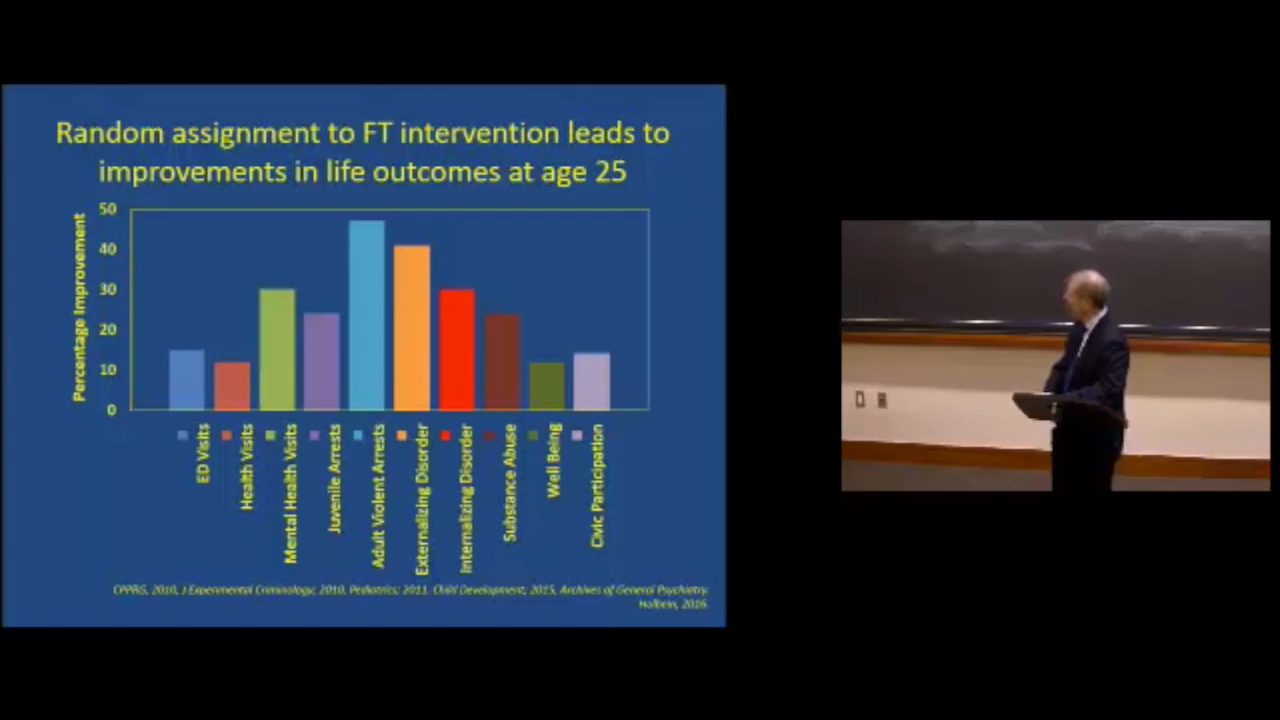 Random assignment to FT intervention leads to
improvements in life outcomes at age 25
Percentage Improvement
50
40
30
20
10
0
ED Visits
Health Visits
Mental Health Visits
Juvenile Arrests
Adult Violent Arrests
Externalizing Disorder
Internalizing Disorder
Substance Abuse
Well Being
Civic Participation
CPPRG, 2010, J Experimental Criminology; 2010, Pediatrics; 2011, Child Development; 2015, Archives of General Psychiatry
Holbein, 2016